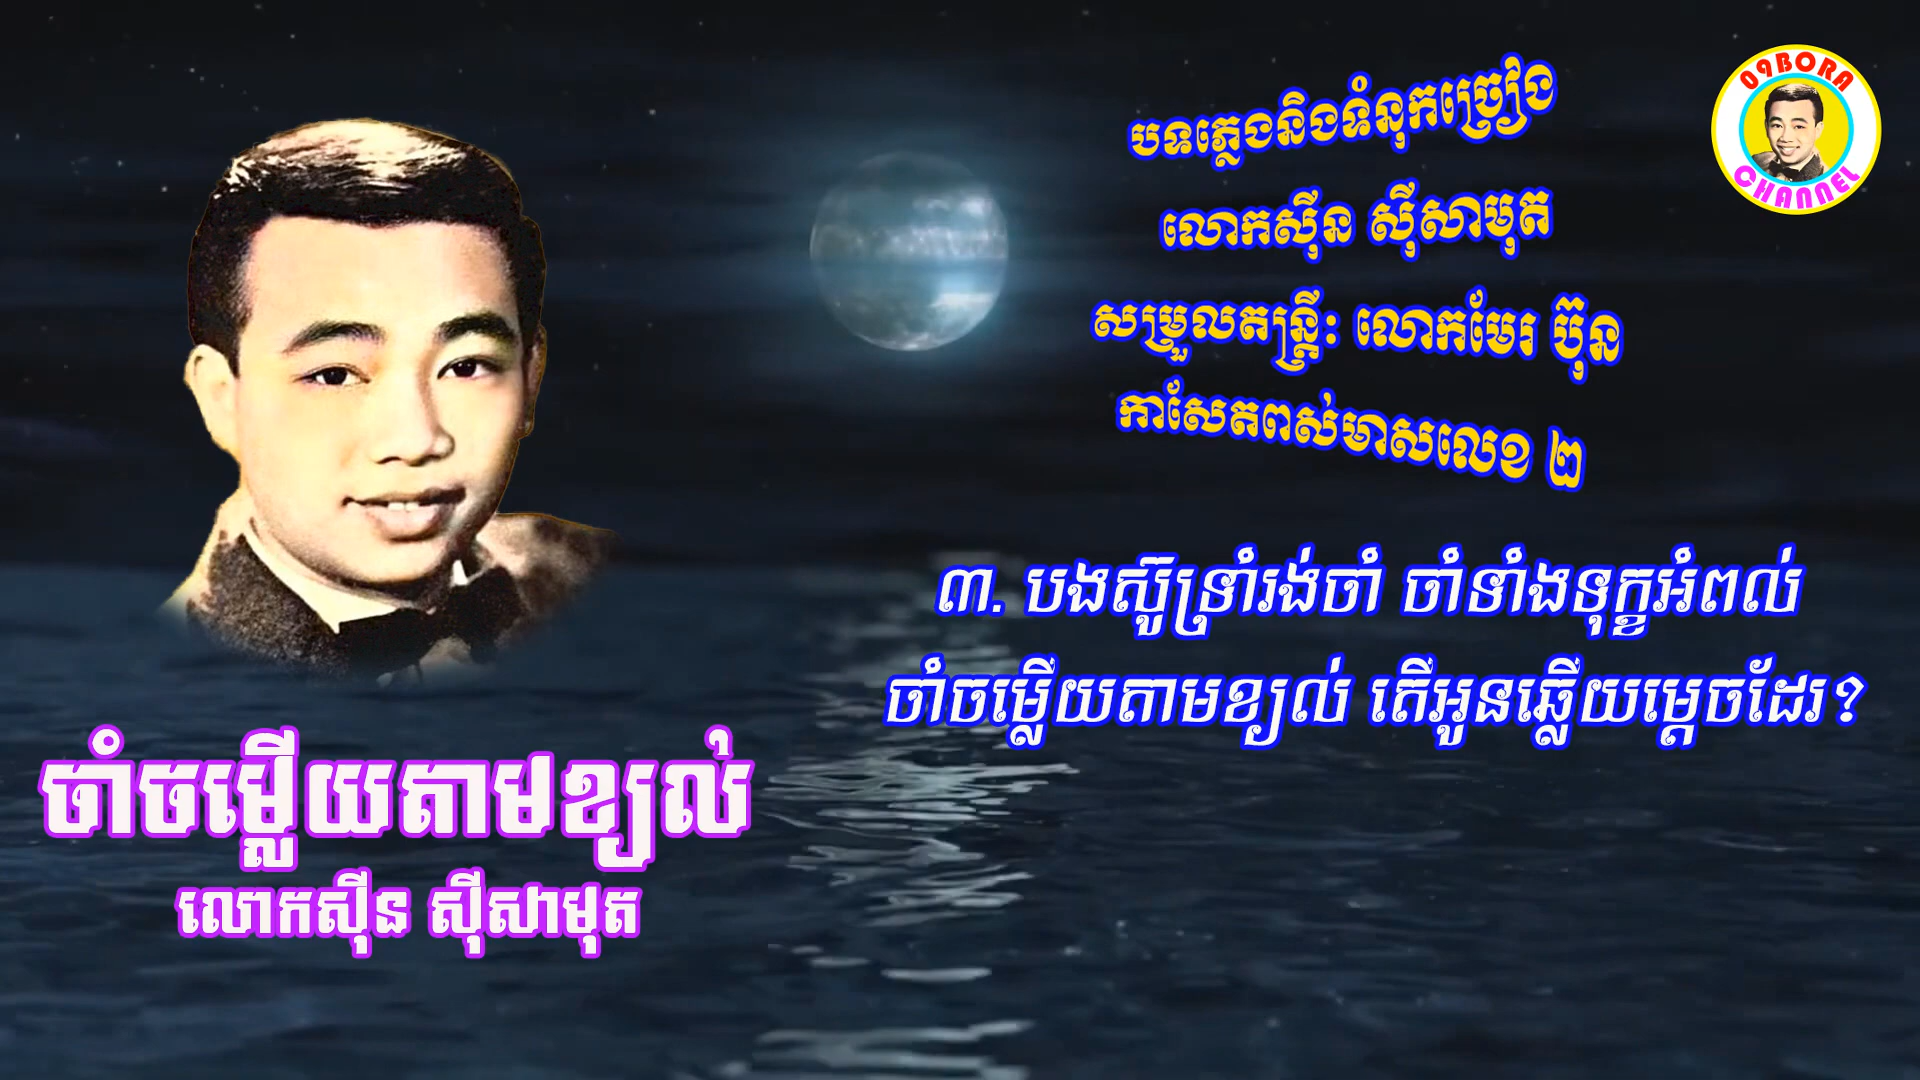 បទភ្លេងនិងទំនុកច្រៀង
លោកស៊ីន ស៊ីសាមុត
សម្រួលតន្ត្រីៈ លោកមែរ ប៊ុន
កាសែតពស់មាសលេខ ២
09BORA
CHANNEL
៣. បងស៊ូទ្រាំរង់ចាំ ចាំទាំងទុក្ខអំពល់
ចាំចម្លើយតាមខ្យល់ តើអូនឆ្លើយម្ដេចដែរ?
ចាំចម្លើយតាមខ្យល់
លោកស៊ីន ស៊ីសាមុត